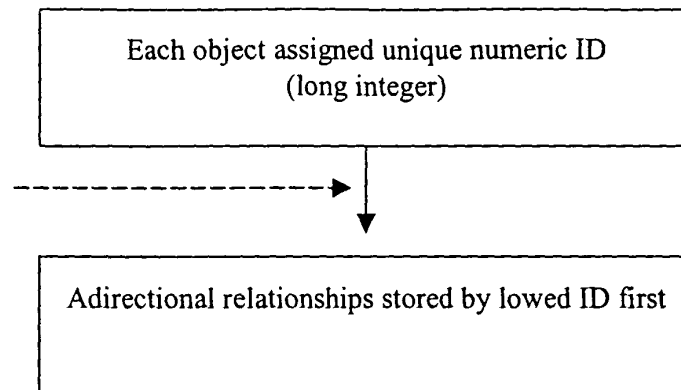 Each object assigned unique numeric ID
(long integer)
Adirectional relationships stored by lowed ID first